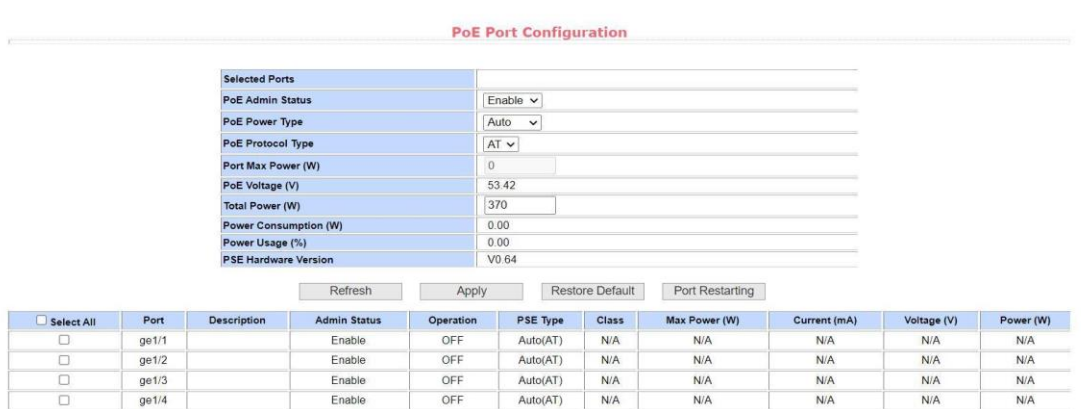 PoE Port Configuration
Selected Ports
PoE Admin Status Enable
PoE Power Type Auto
PoE Protocol Type AT
Port Max Power (W) 0
PoE Voltage (V) 53.42
Total Power (W) 370
Power Consumption (W) 0.00
Power Usage (%) 0.00
PSE Hardware Version V0.64
Refresh Apply Restore Default Port Restarting
Select All Port Description Admin Status Operation PSE Type Class Max Power (W) Current (mA) Voltage (V) Power (W)
ge1/1 Enable OFF Auto(AT) N/A N/A N/A N/A N/A
ge1/2 Enable OFF Auto(AT) N/A N/A N/A N/A N/A
ge1/3 Enable OFF Auto(AT) N/A N/A N/A N/A N/A
ge1/4 Enable OFF Auto(AT) N/A N/A N/A N/A N/A